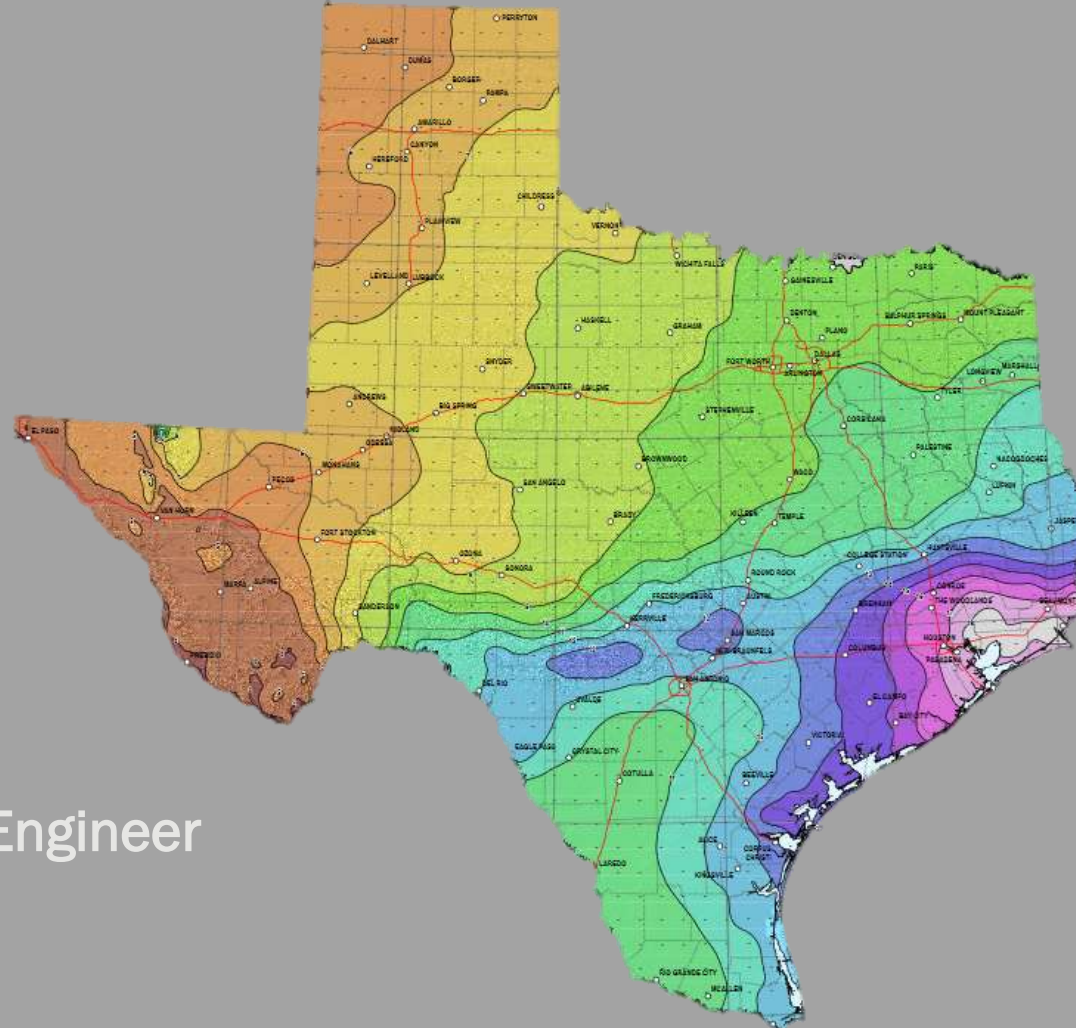 PERRYTON
DALHART
DUMAS
BORGER
PAMPA
AMARILLO
CANYON
HEREFORD
CHILDRESS
PLAINVIEW
VERNON
WICHITA FALLS
LEVELLAND LUBBOCK
GAINESVILLE
PARIS
HASKELL
GRAHAM
DENTON
SULPHUR SPRINGS
MOUNT PLEASANT
PLANO
SNYDER
FORT WORTH
DALLAS
ARLINGTON
LONGVIEW
MARSHALL
SWEETWATER
ABILENE
TYLER
ANDREWS
BIG SPRING
STEPHENVILLE
CORSICANA
EL PASO
MIDLAND
ODESSA
MONAHANS
BROWNWOOD
PALESTINE
NACOGDOCHES
PECOS
SAN ANGELO
WACO
LUFKIN
VAN HORN
BRADY
KILLEEN
TEMPLE
JASPE
FORT STOCKTON
OZONA
SONORA
COLLEGE STATION
HUNTSVILLE
MARFA
ALPINE
ROUND ROCK
SANDERSON
FREDERICKSBURG
AUSTIN
BRENHAM
CONROE
THE WOODLANDS
BEAUMONT
KERRVILLE
SAN MARCOS
NEW BRAUNFELS
COLUMBUS
HOUSTON
PASADENA
PRESIDIO
DEL RIO
SAN ANTONIO
UVALDE
EL CAMPO
BAY CITY
EAGLE PASS
CRYSTAL CITY
VICTORIA
COTULLA
BEEVILLE
Engineer
ALICE
CORPUS
CHRISTI
LAREDO
KINGSVILLE
RIO GRANDE CITY
MCALLEN